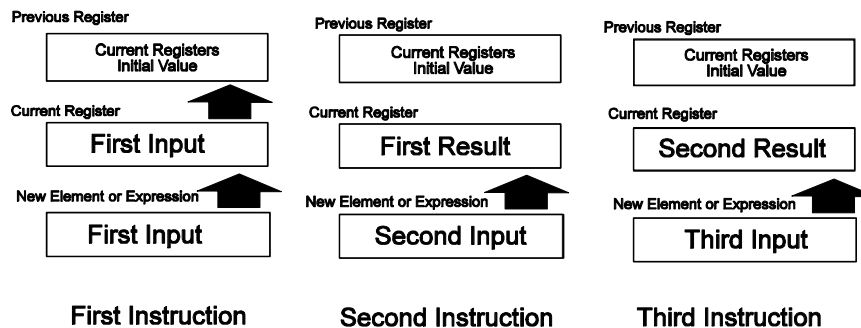 Previous Register
Current Registers
Initial Value
Current Register
First Input
New Element or Expression
First Input
First Instruction
Previous Register
Current Registers
Initial Value
Current Register
First Result
New Element or Expression
Second Input
Second Instruction
Previous Register
Current Registers
Initial Value
Current Register
Second Result
New Element or Expression
Third Input
Third Instruction